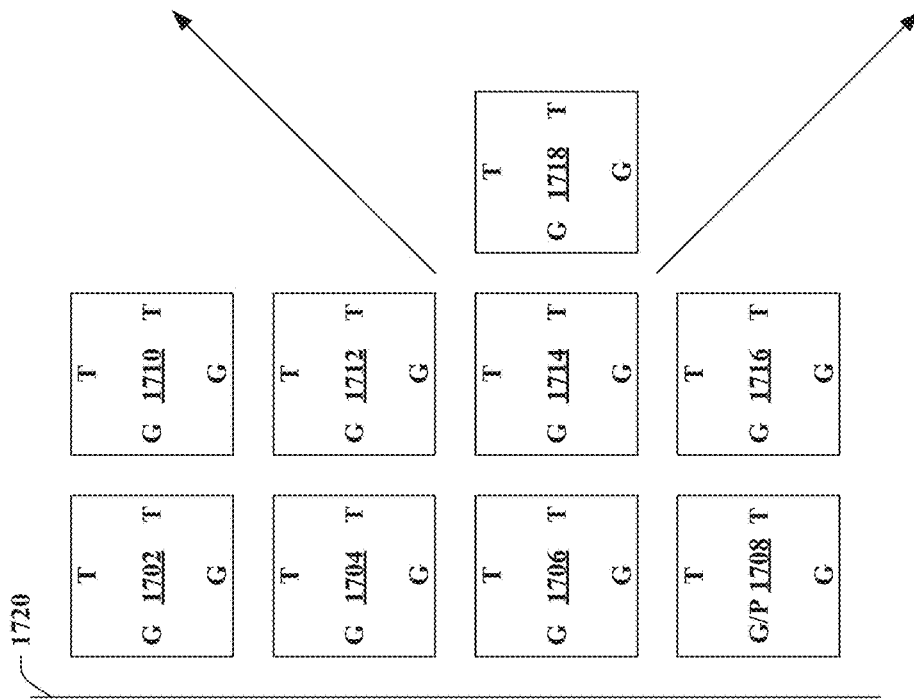 1720
T T
G 1702 T G 1710 T
G G
T T
G 1704 T G 1712 T
G G
T T T
G 1706 T G 1714 T G 1718 T
G G G
T T
G/P 1708 T G 1716 T
G G